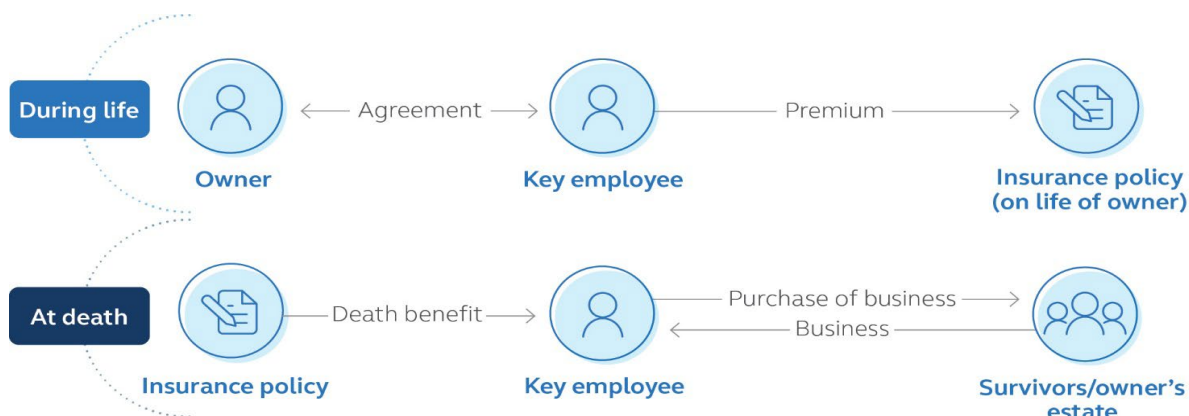 During life
Agreement
Premium
Owner
Key employee
Insurance policy
(on life of owner)
At death
Death benefit
Purchase of business
Business
Insurance policy
Key employee
Survivors/owner's
estate